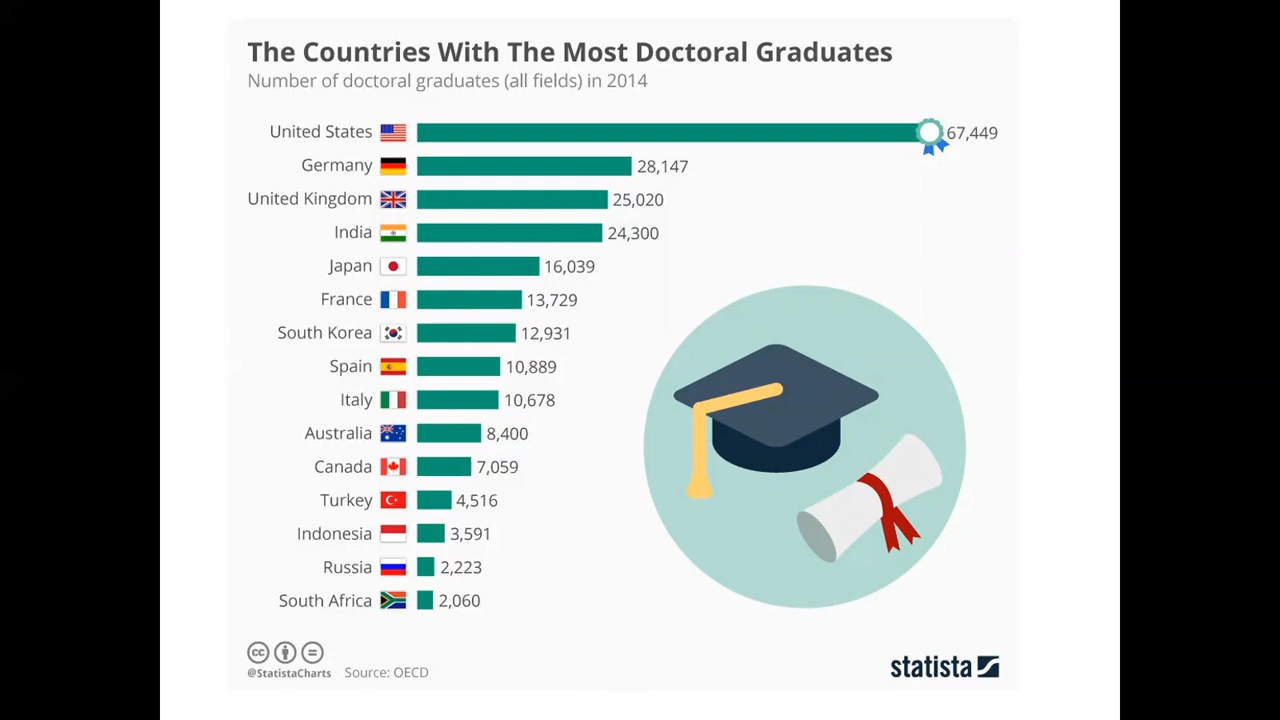 The Countries With The Most Doctoral Graduates
Number of doctoral graduates (all fields) in 2014
United States 67,449
Germany 28,147
United Kingdom 25,020
India 24,300
Japan 16,039
France 13,729
South Korea 12,931
Spain 10,889
Italy 10,678
Australia 8,400
Canada 7,059
Turkey 4,516
Indonesia 3,591
Russia 2,223
South Africa 2,060
cc
@StatistaCharts Source: OECD
statista